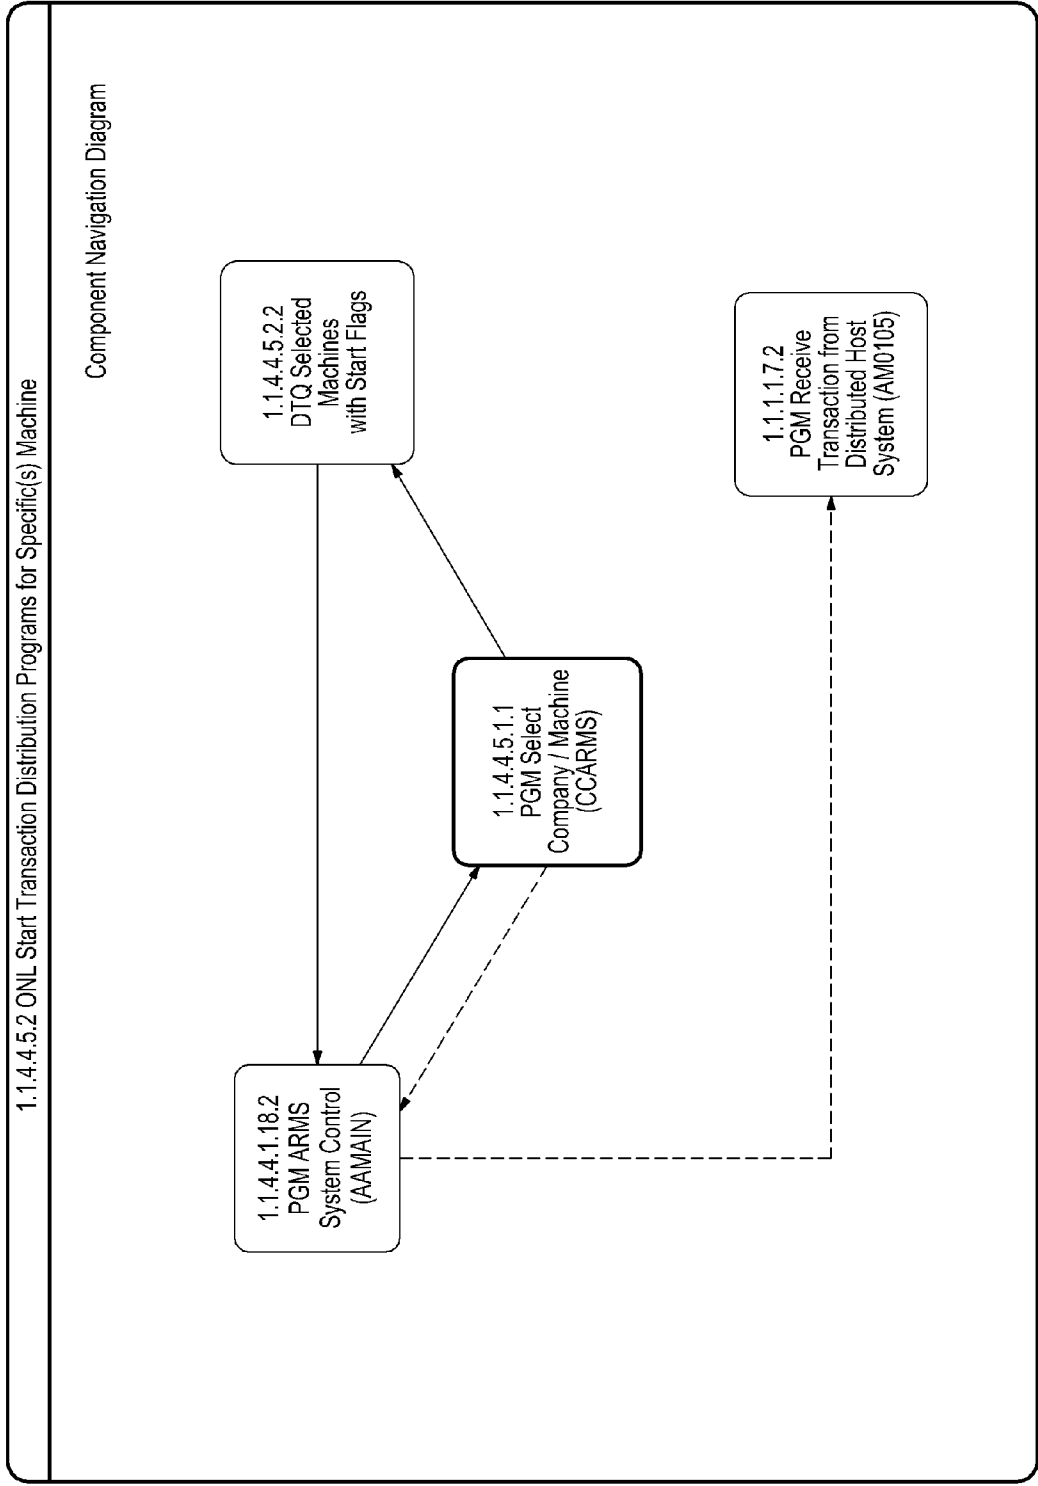 1.1.4.4.5.2 ONL Start Transaction Distribution Programs for Specific(s) Machine
Component Navigation Diagram
1.1.4.4.1.18.2
PGM ARMS
System Control
(AAMAIN)
1.1.4.4.5.2.2
DTQ Selected
Machines
with Start Flags
1.1.4.4.5.1.1
PGM Select
Company / Machine
(CCARMS)
1.1.1.1.7.2
PGM Receive
Transaction from
Distributed Host
System (AM0105)